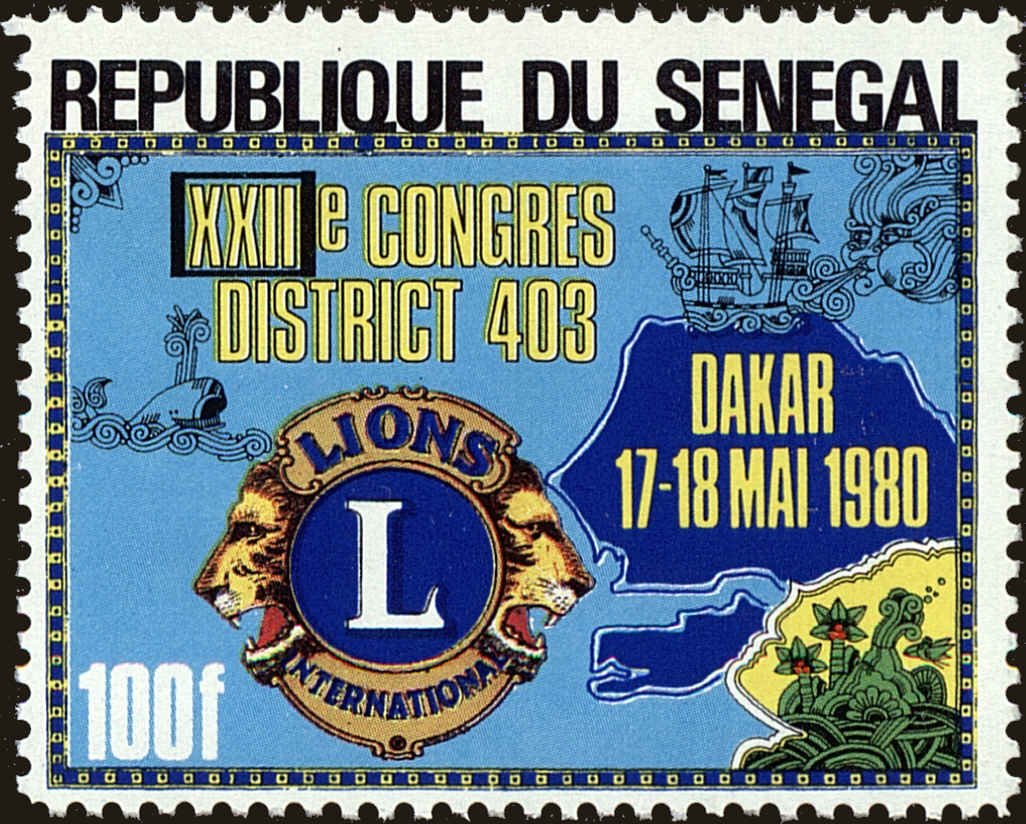 REPUBLIQUE DU SENEGAL
XXIIe CONGRES
DISTRICT 403
DAKAR
17-18 MAI 1980
LIONS
L
INTERNATIONAL
100f